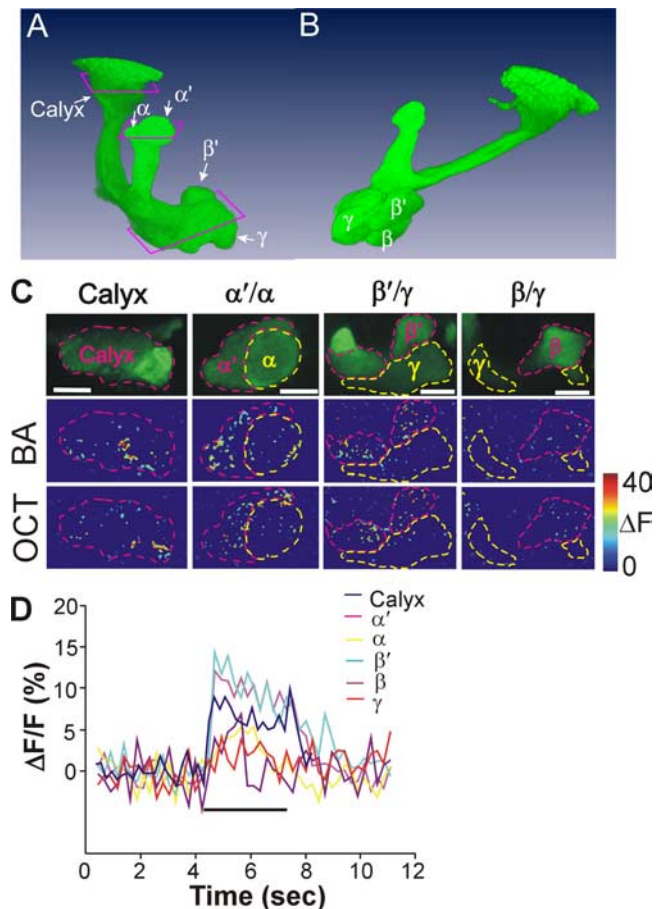 A
B
Calyx
α
α'
β'
γ
γ
β'
β
C
Calyx
α′/α
β′/γ
β/γ
Calyx
α'
α
β'
γ
γ
β
BA
OCT
40
ΔF
0
D
20
15
10
5
0
ΔF/F (%)
Calyx
α′
α
β′
β
γ
0 2 4 6 8 10 12
Time (sec)